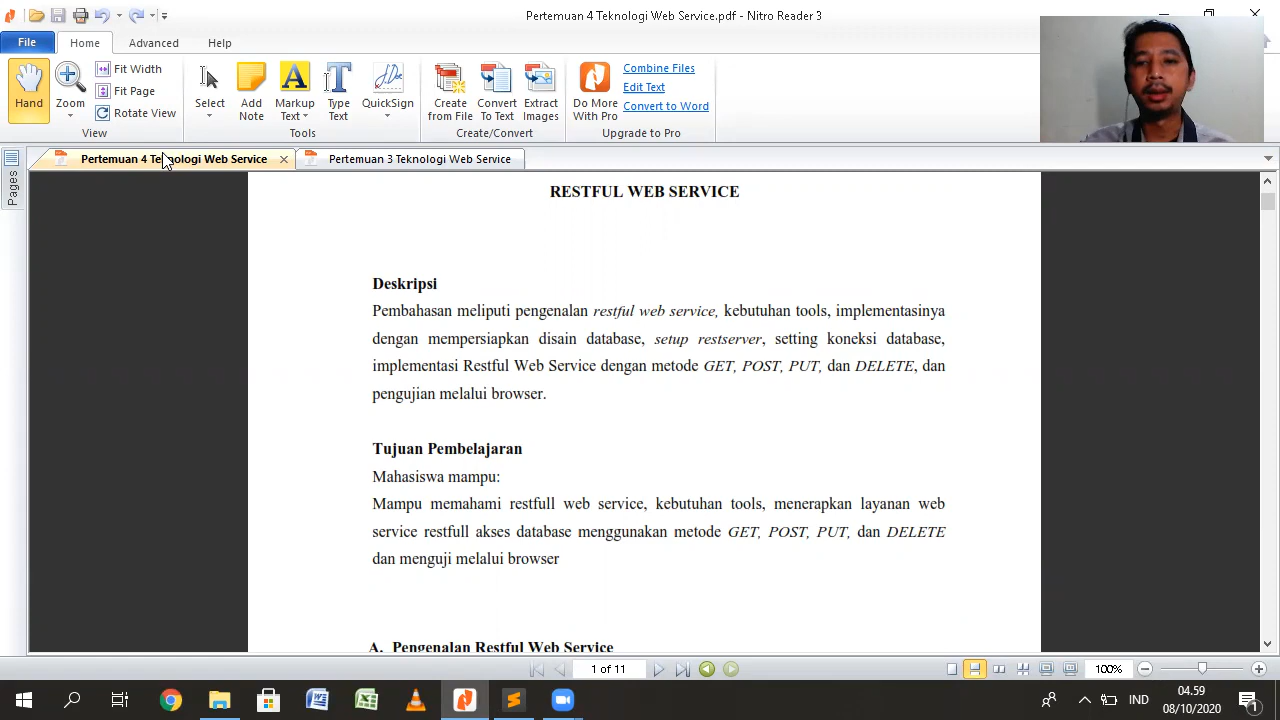 Pertemuan 4 Teknologi Web Service.pdf - Nitro Reader 3
File Home Advanced Help
Hand
Zoom
Fit Width
Fit Page
Rotate View
View
Select
Add Note
Markup Text
Type Text
QuickSign
Tools
Create from File
Convert To Text
Extract Images
Create/Convert
Do More With Pro
Combine Files
Edit Text
Convert to Word
Upgrade to Pro
Pertemuan 4 Teknologi Web Service
Pertemuan 3 Teknologi Web Service
Pages
RESTFUL WEB SERVICE
Deskripsi
Pembahasan meliputi pengenalan restful web service, kebutuhan tools, implementasinya
dengan mempersiapkan disain database, setup restserver, setting koneksi database,
implementasi Restful Web Service dengan metode GET, POST, PUT, dan DELETE, dan
pengujian melalui browser.
Tujuan Pembelajaran
Mahasiswa mampu:
Mampu memahami restfull web service, kebutuhan tools, menerapkan layanan web
service restfull akses database menggunakan metode GET, POST, PUT, dan DELETE
dan menguji melalui browser
A. Pengenalan Restful Web Service
1 of 11
100%
IND
04.59
08/10/2020
1